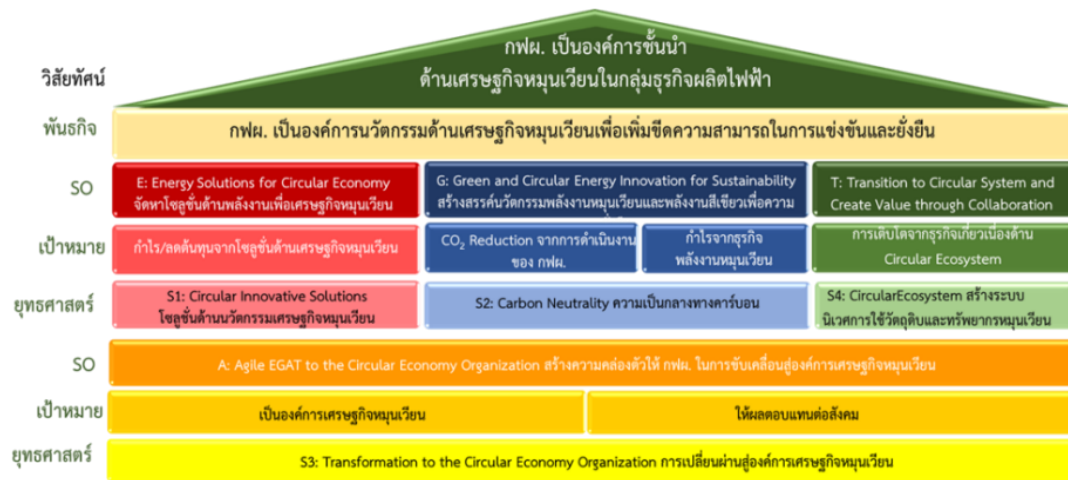 กฟผ. เป็นองค์การชั้นนำ
ด้านเศรษฐกิจหมุนเวียนในกลุ่มธุรกิจผลิตไฟฟ้า
วิสัยทัศน์
พันธกิจ
กฟผ. เป็นองค์การนวัตกรรมด้านเศรษฐกิจหมุนเวียนเพื่อเพิ่มขีดความสามารถในการแข่งขันและยั่งยืน
SO
E: Energy Solutions for Circular Economy
จัดหาโซลูชั่นด้านพลังงานเพื่อเศรษฐกิจหมุนเวียน
G: Green and Circular Energy Innovation for Sustainability
สร้างสรรค์นวัตกรรมพลังงานหมุนเวียนและพลังงานสีเขียวเพื่อความ
T: Transition to Circular System and
Create Value through Collaboration
เป้าหมาย
กำไร/ลดต้นทุนจากโซลูชั่นด้านเศรษฐกิจหมุนเวียน
CO₂ Reduction จากการดำเนินงาน
ของ กฟผ.
กำไรจากธุรกิจ
พลังงานหมุนเวียน
การเติบโตจากธุรกิจเกี่ยวเนื่องด้าน
Circular Ecosystem
ยุทธศาสตร์
S1: Circular Innovative Solutions
โซลูชั่นด้านนวัตกรรมเศรษฐกิจหมุนเวียน
S2: Carbon Neutrality ความเป็นกลางทางคาร์บอน
S4: CircularEcosystem สร้างระบบ
นิเวศการใช้วัตถุดิบและทรัพยากรหมุนเวียน
SO
A: Agile EGAT to the Circular Economy Organization สร้างความคล่องตัวให้ กฟผ. ในการขับเคลื่อนสู่องค์การเศรษฐกิจหมุนเวียน
เป้าหมาย
เป็นองค์การเศรษฐกิจหมุนเวียน
ให้ผลตอบแทนต่อสังคม
ยุทธศาสตร์
S3: Transformation to the Circular Economy Organization การเปลี่ยนผ่านสู่องค์การเศรษฐกิจหมุนเวียน